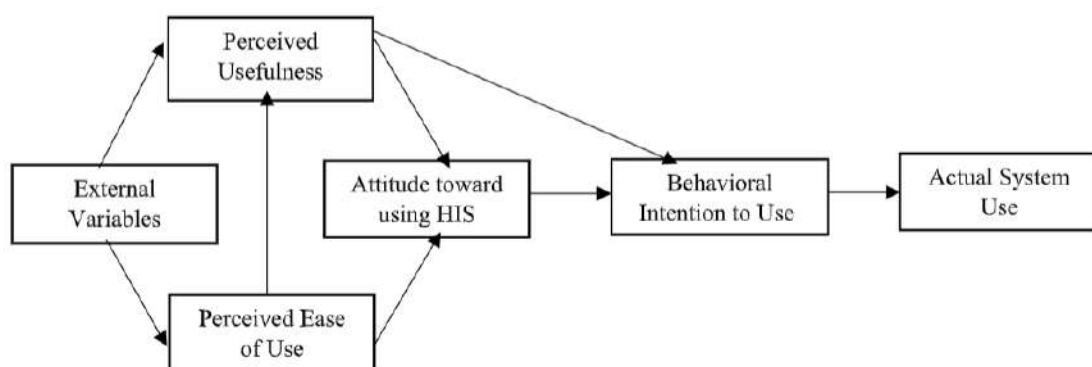 Perceived
Usefulness
External
Variables
Attitude toward
using HIS
Behavioral
Intention to Use
Actual System
Use
Perceived Ease
of Use